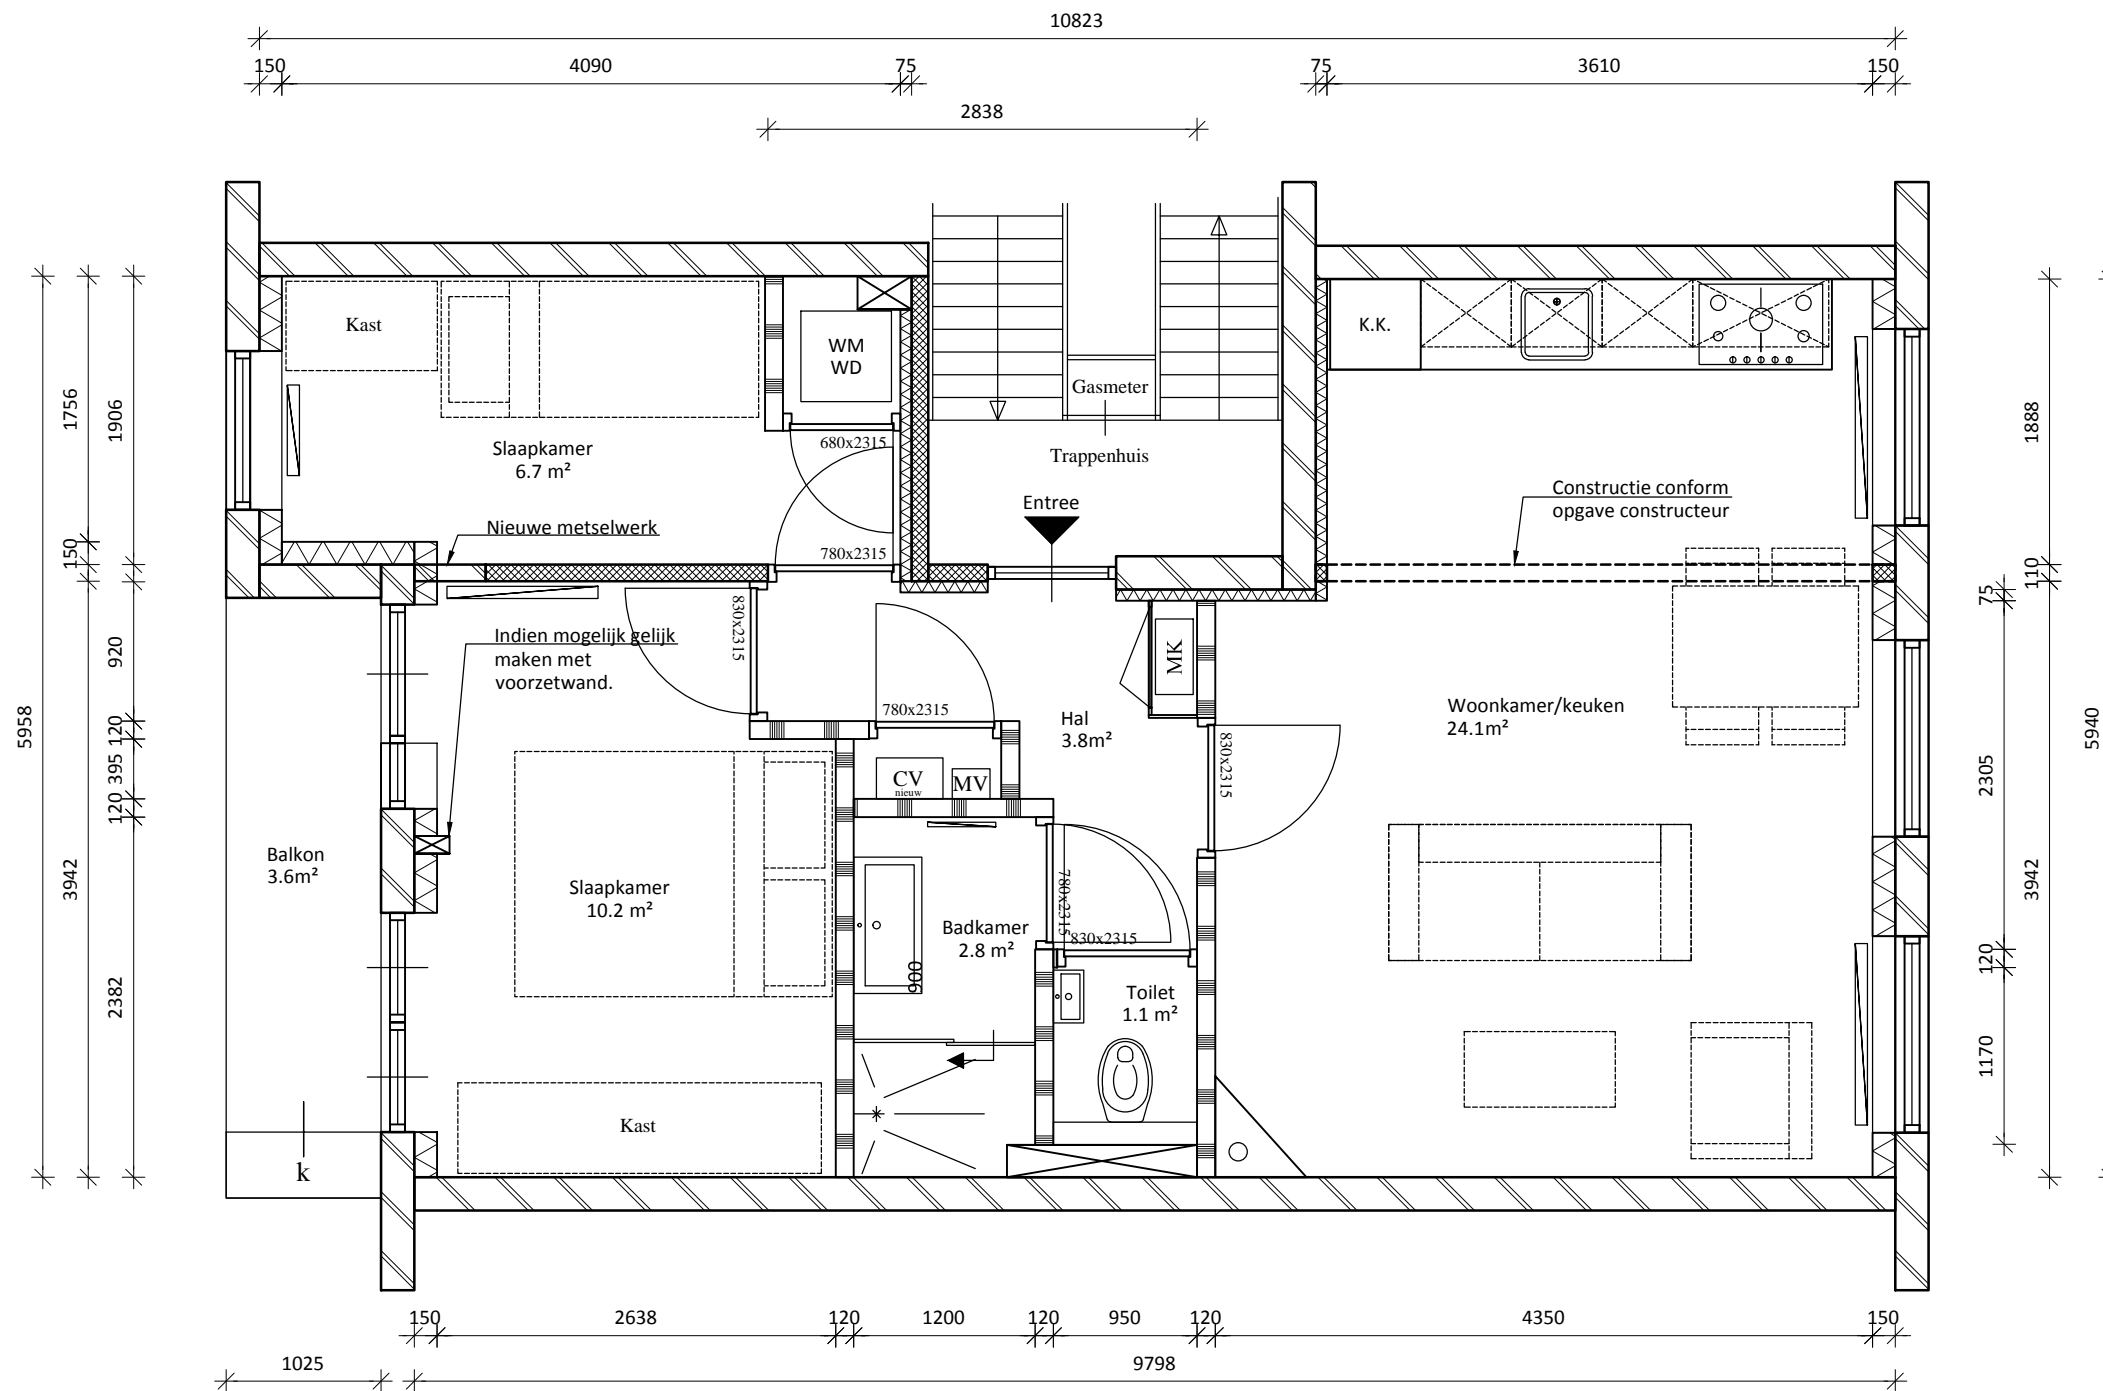 10823
150
4090
75
75
3610
150
2838
Kast
WM
WD
K.K.
Gasmeter
680x2315
Slaapkamer
6.7 m²
Trappenhuis
Entree
Constructie conform
opgave constructeur
Nieuwe metselwerk
780x2315
830x2315
Indien mogelijk gelijk
maken met
voorzetwand.
MK
780x2315
Hal
3.8m²
Woonkamer/keuken
24.1m²
830x2315
CV
nieuw
MV
Balkon
3.6m²
Slaapkamer
10.2 m²
Badkamer
2.8 m²
780x2315
830x2315
900
Toilet
1.1 m²
Kast
k
5958
1756
150
3942
1906
920
120
395
120
2382
1888
110
3942
75
2305
120
1170
5940
150
2638
120
1200
120
950
120
4350
150
1025
9798